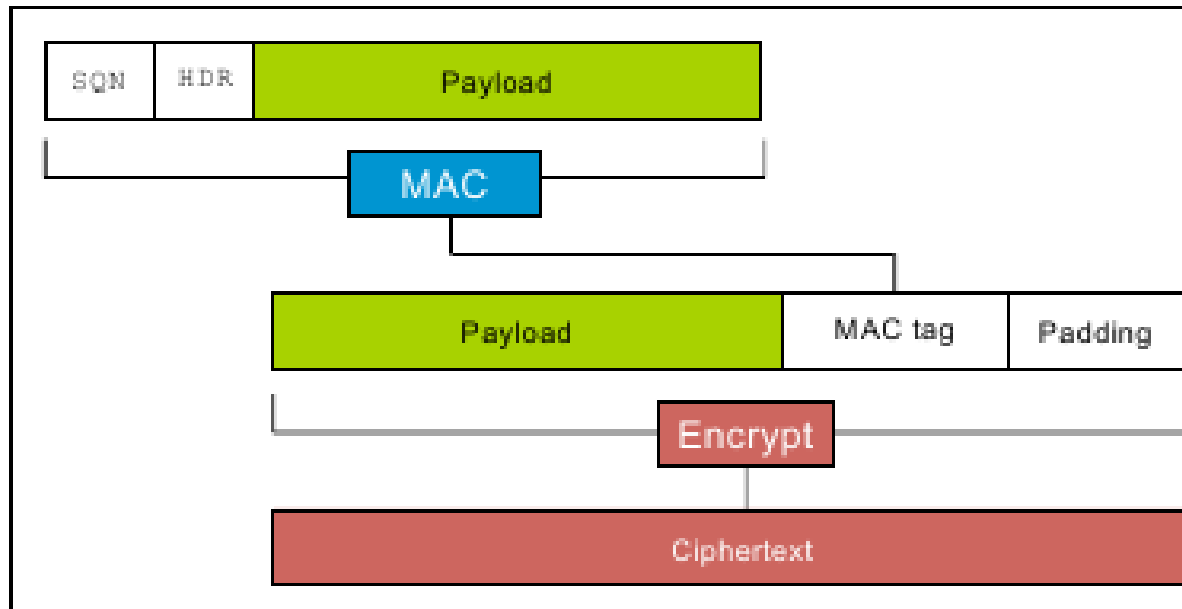 SQN HDR Payload
MAC
Payload MAC tag Padding
Encrypt
Ciphertext